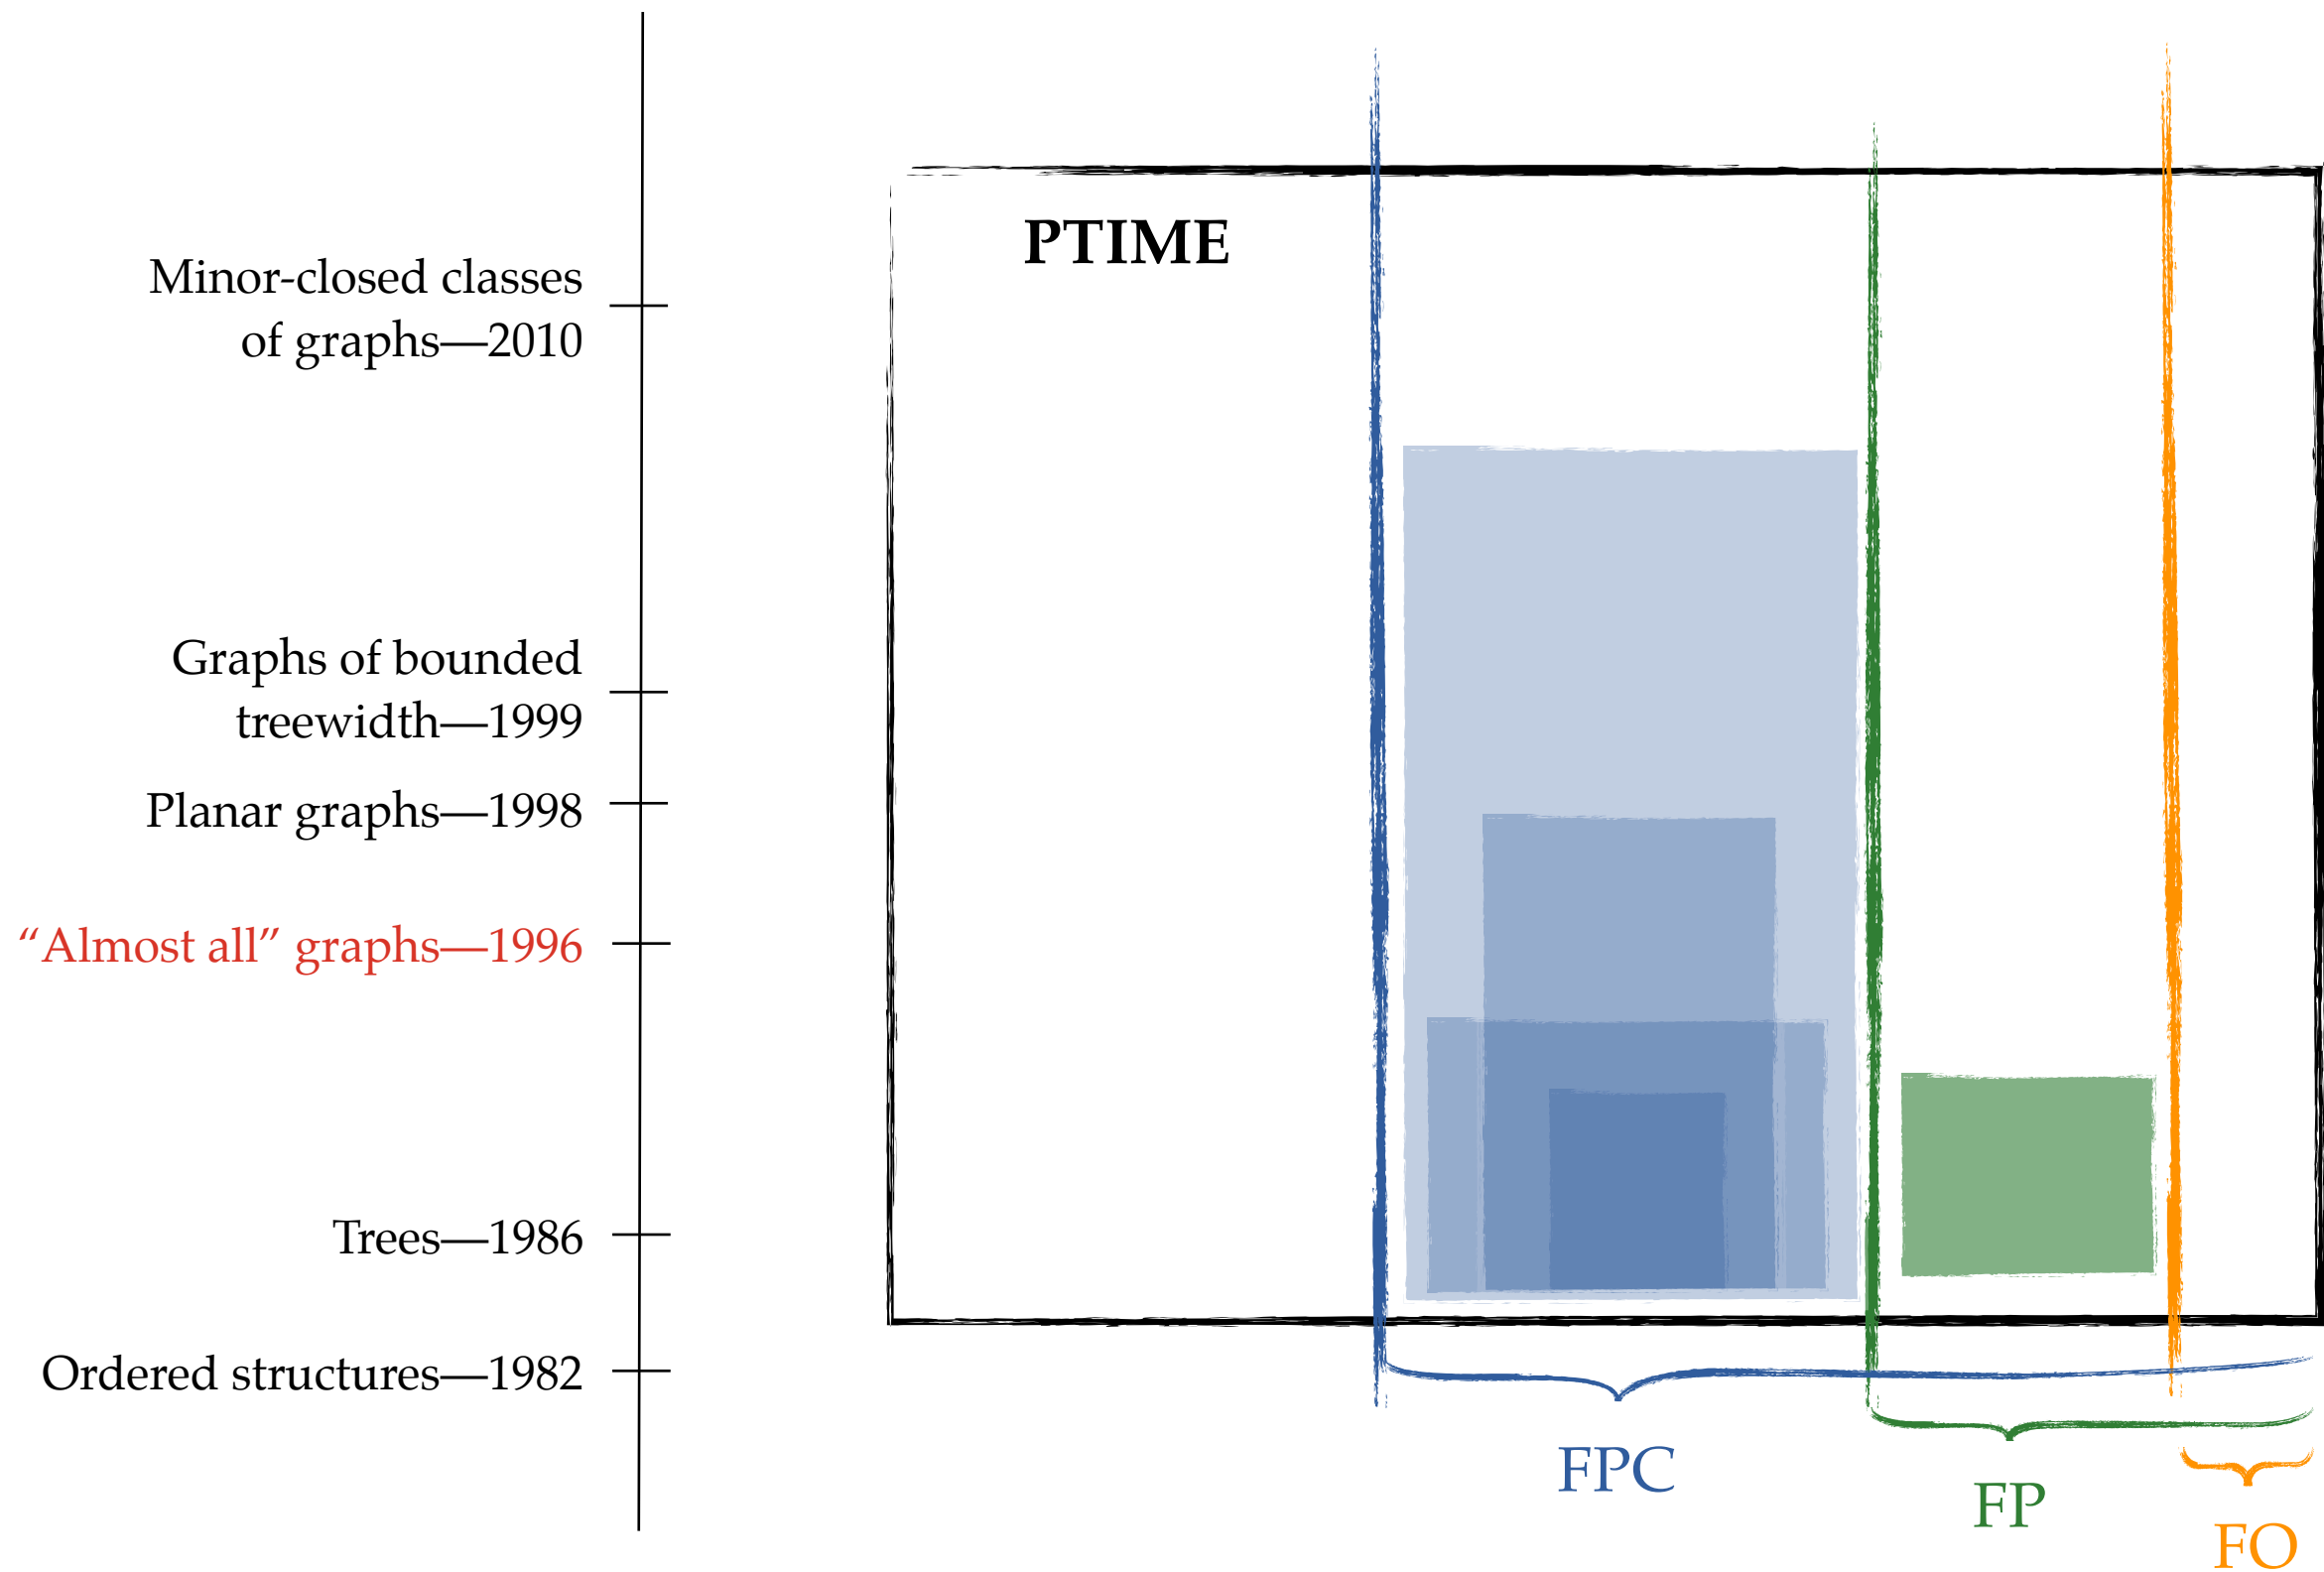 PTIME
Minor-closed classes
of graphs—2010
Graphs of bounded
treewidth—1999
Planar graphs—1998
“Almost all” graphs—1996
Trees—1986
Ordered structures—1982
FPC
FP
FO